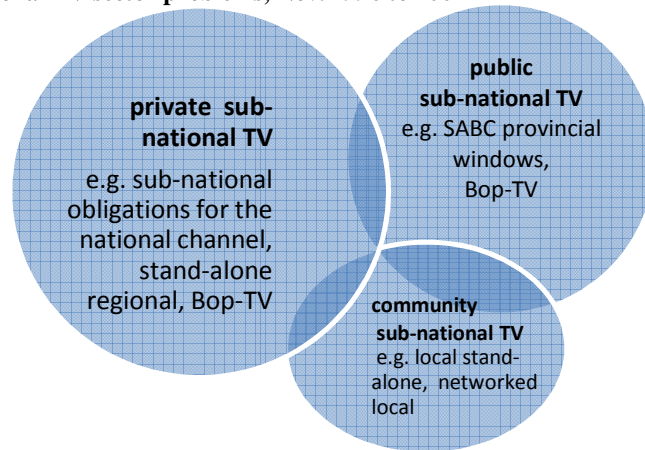 private sub-
national TV
e.g. sub-national
obligations for the
national channel,
stand-alone
regional, Bop-TV
public
sub-national TV
e.g. SABC provincial
windows,
Bop-TV
community
sub-national TV
e.g. local stand-
alone, networked
local